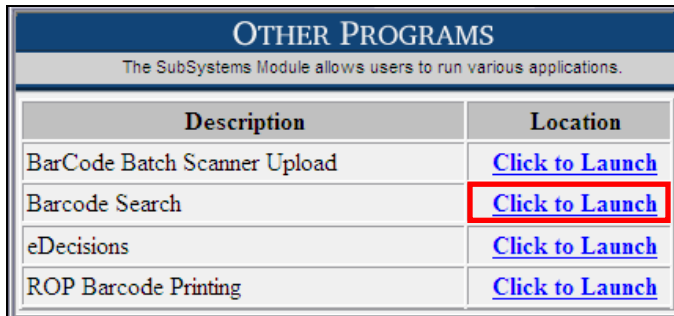 OTHER PROGRAMS
The SubSystems Module allows users to run various applications.
Description Location
BarCode Batch Scanner Upload Click to Launch
Barcode Search Click to Launch
eDecisions Click to Launch
ROP Barcode Printing Click to Launch